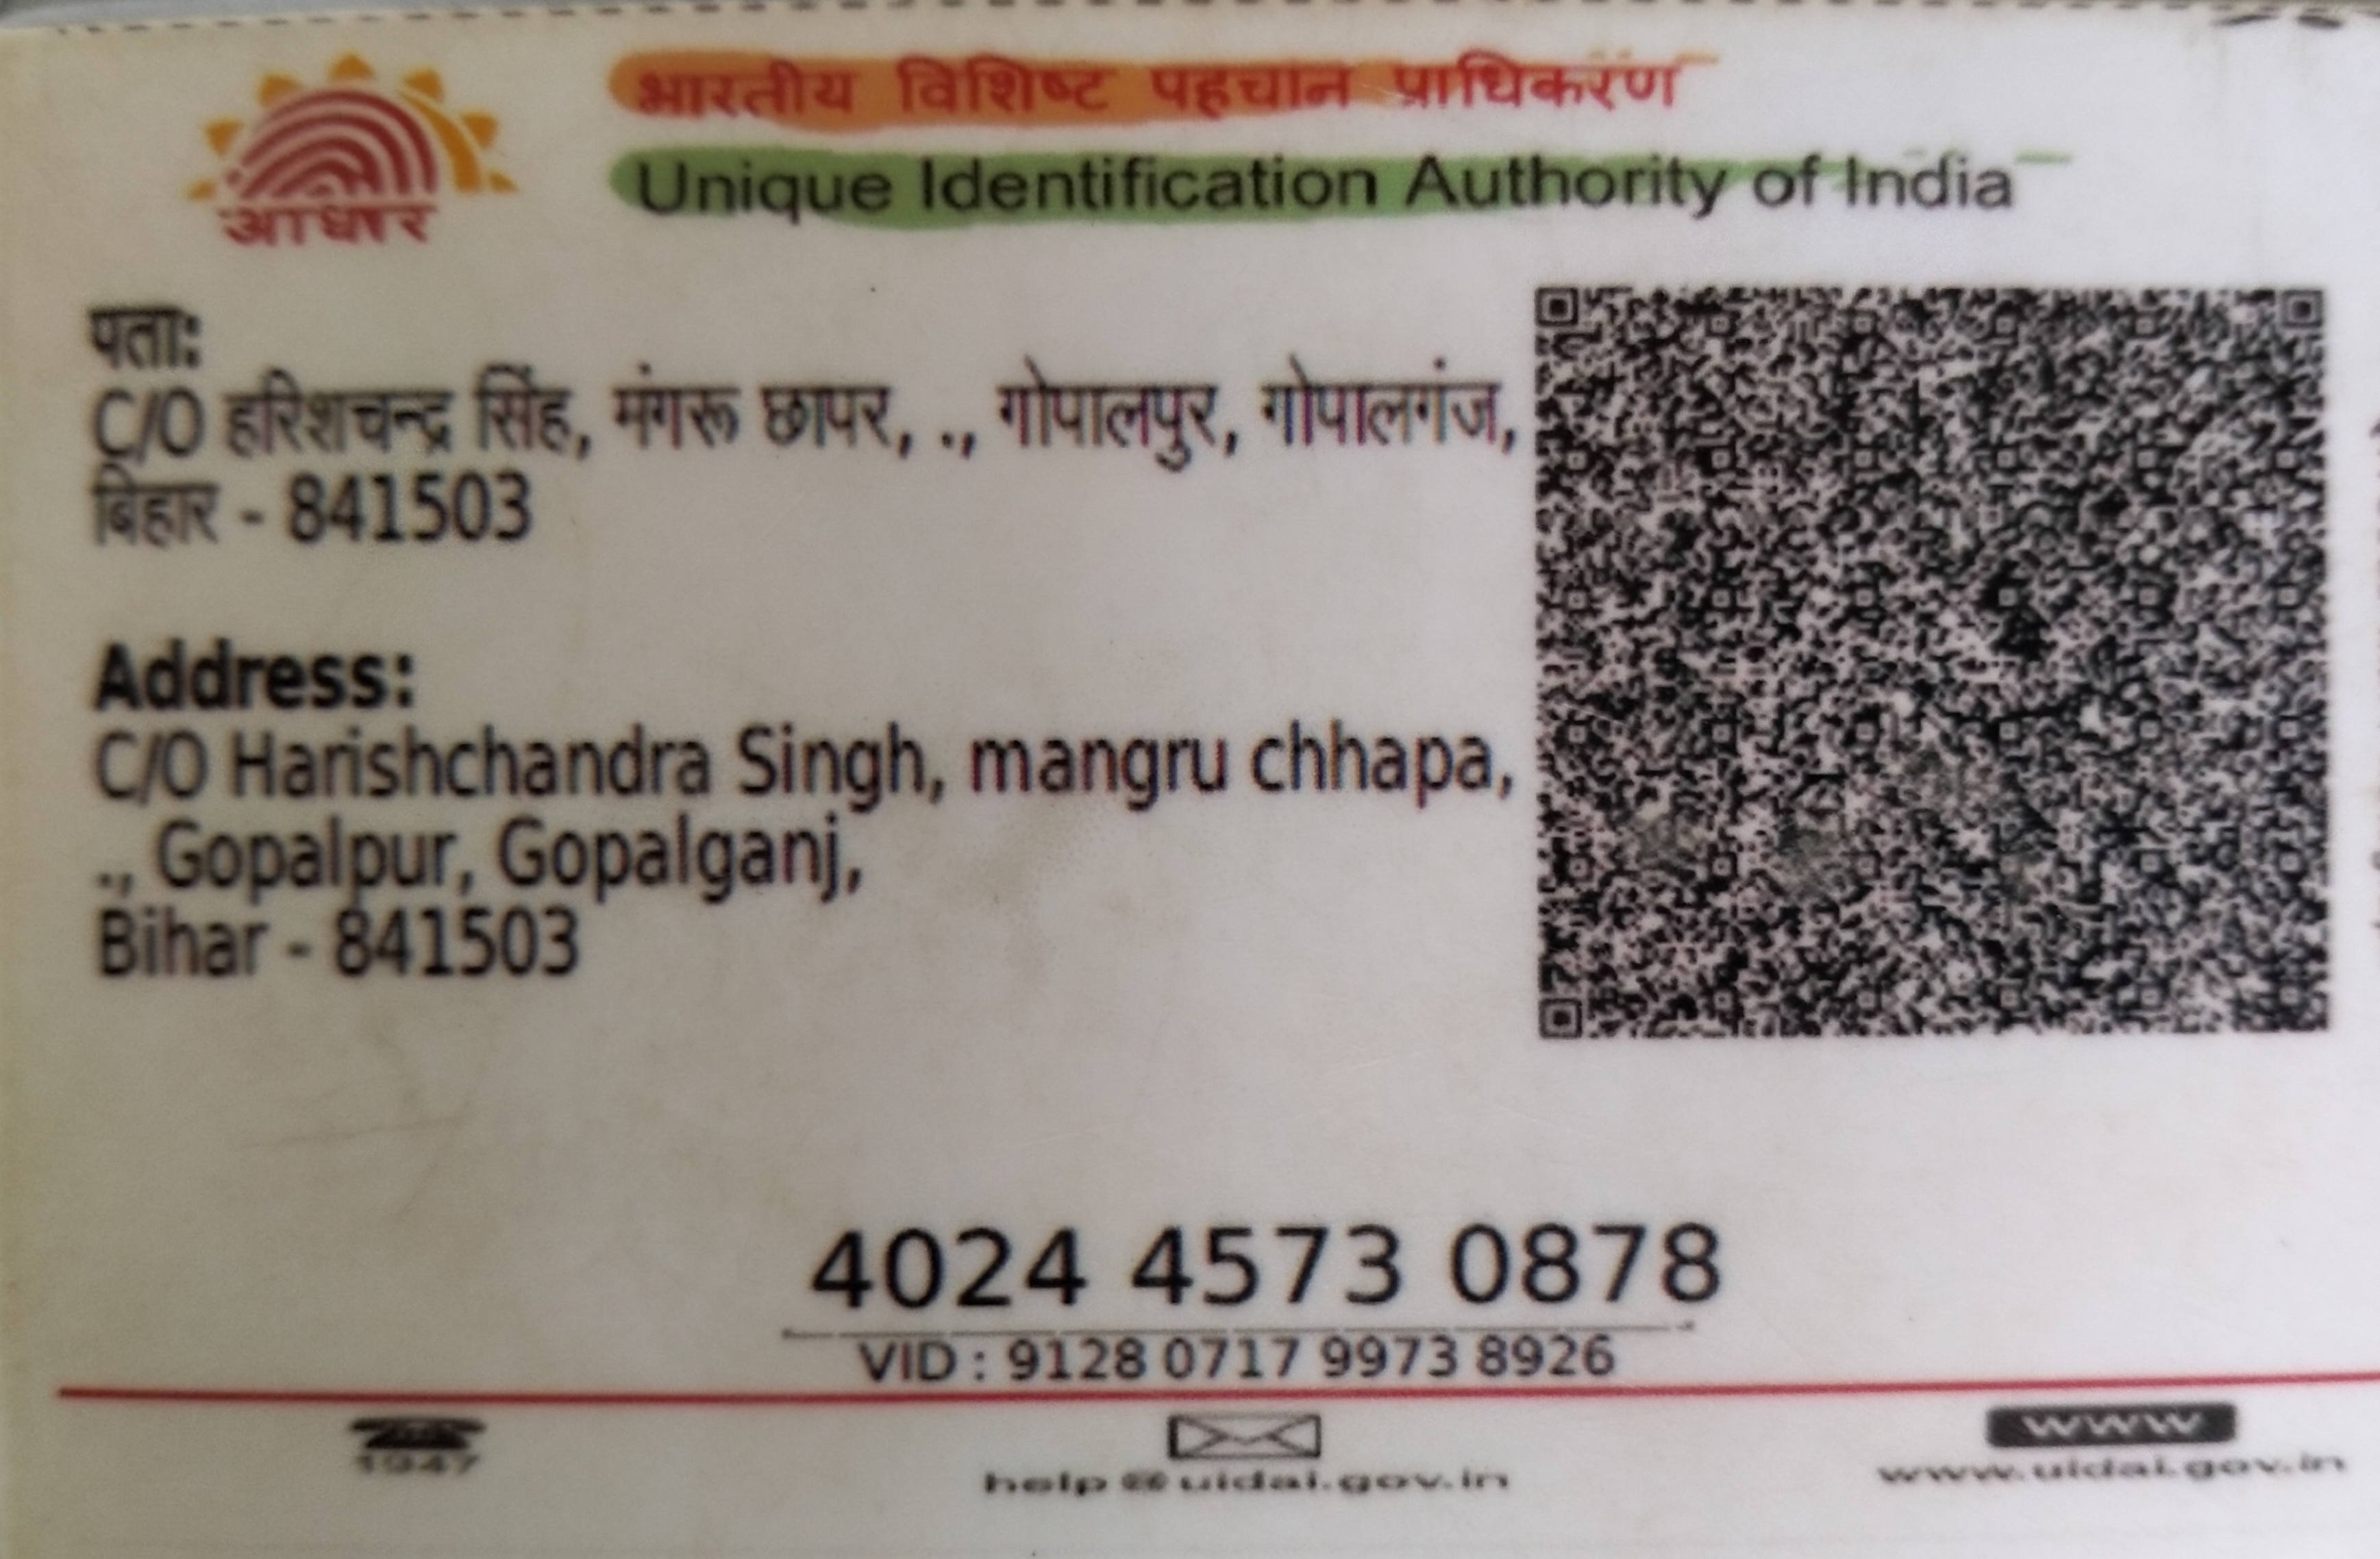 भारतीय विशिष्ट पहचान प्राधिकरण
Unique Identification Authority of India
आधार
पता:
C/O हरिशचन्द्र सिंह, मंगरू छापर, ., गोपालपुर, गोपालगंज,
बिहार - 841503
Address:
C/O Harishchandra Singh, mangru chhapa,
., Gopalpur, Gopalganj,
Bihar - 841503
4024 4573 0878
VID : 9128 0717 9973 8926
1947
help@uidai.gov.in
www
www.uidai.gov.in